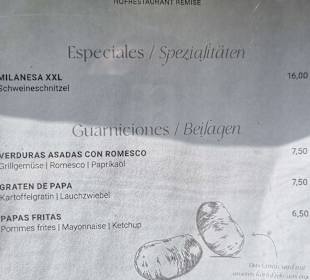 HOFRESTAURANT REMISE
Especiales / Spezialitäten
MILANESA XXL 16,00
Schweineschnitzel
Guarniciones / Beilagen
VERDURAS ASADAS CON ROMESCO 7,50
Grillgemüse | Romesco | Paprikaöl
GRATEN DE PAPA 7,50
Kartoffelgratin | Lauchzwiebel
PAPAS FRITAS 6,50
Pommes frites | Mayonnaise | Ketchup